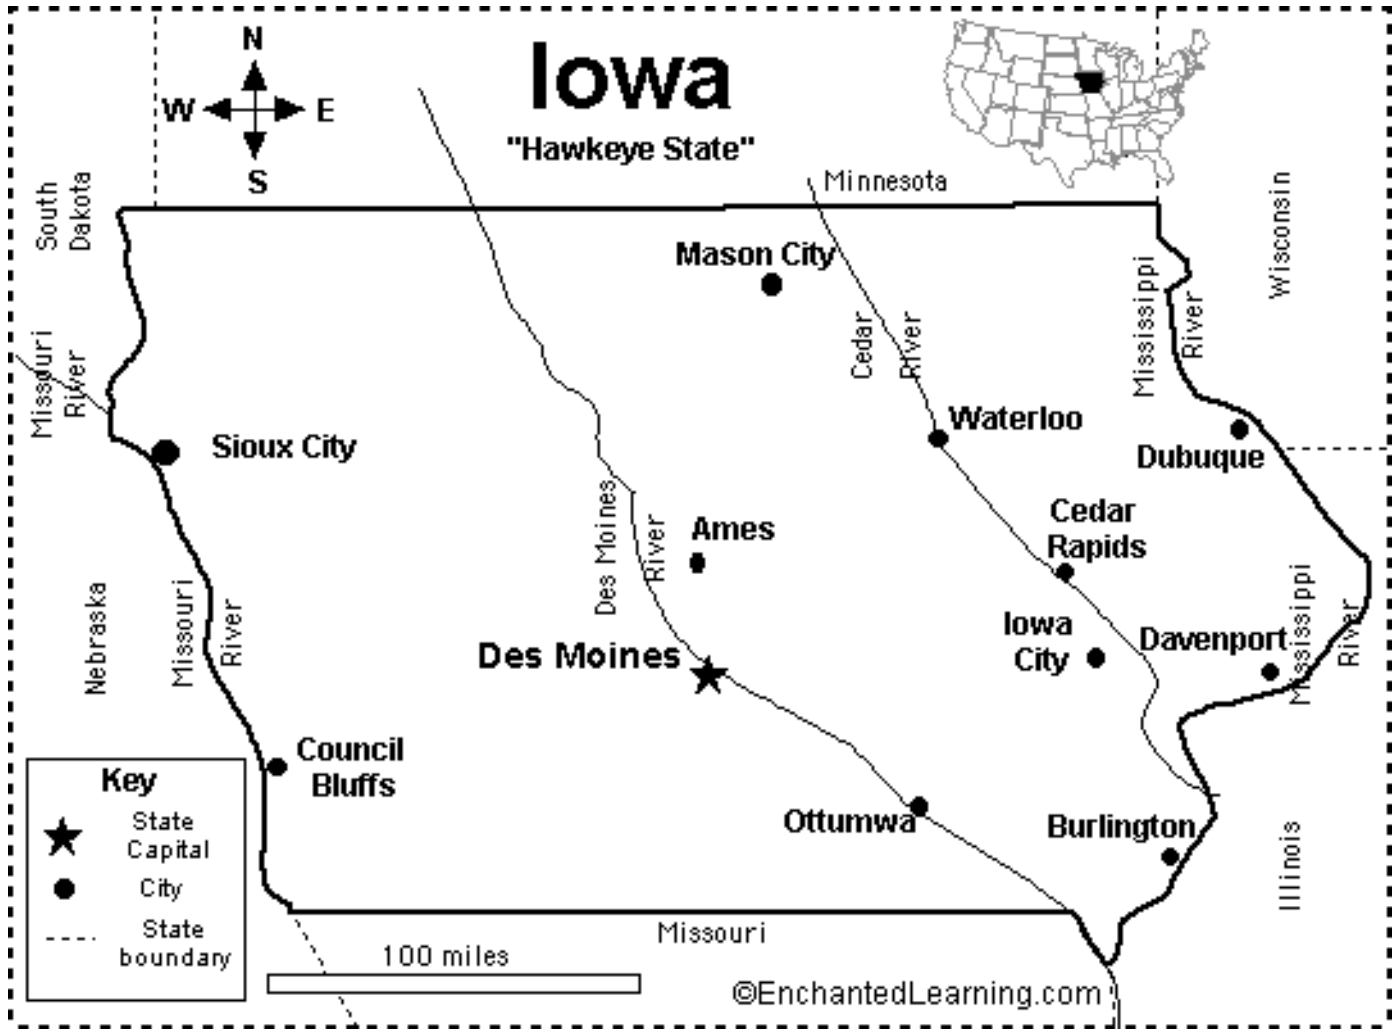 Iowa
"Hawkeye State"
N
W
E
S
South
Dakota
Minnesota
Wisconsin
Mason City
Mississippi
River
Cedar
River
Missouri
River
Waterloo
Sioux City
Dubuque
Des Moines
River
Ames
Cedar
Rapids
Nebraska
Missouri
River
Iowa
City
Davenport
Mississippi
River
Des Moines
Council
Bluffs
Ottumwa
Burlington
Illinois
Key
State
Capital
City
State
boundary
Missouri
100 miles
©EnchantedLearning.com